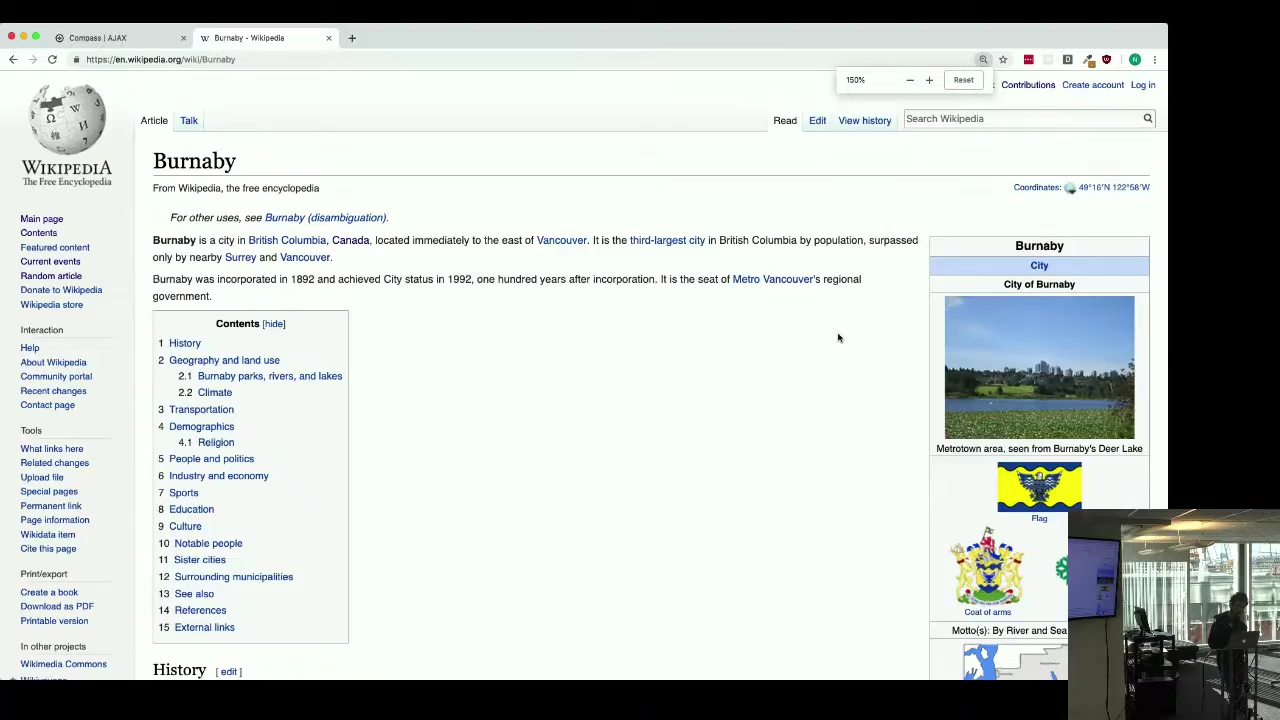 Compass | AJAX
Burnaby - Wikipedia
https://en.wikipedia.org/wiki/Burnaby
N
150%
Reset
Contributions
Create account
Log in
WIKIPEDIA
The Free Encyclopedia
Article
Talk
Read
Edit
View history
Search Wikipedia
Burnaby
From Wikipedia, the free encyclopedia
Coordinates: 49°16′N 122°58′W
For other uses, see Burnaby (disambiguation).
Burnaby is a city in British Columbia, Canada, located immediately to the east of Vancouver. It is the third-largest city in British Columbia by population, surpassed
only by nearby Surrey and Vancouver.
Burnaby was incorporated in 1892 and achieved City status in 1992, one hundred years after incorporation. It is the seat of Metro Vancouver's regional
government.
Contents [hide]
1 History
2 Geography and land use
2.1 Burnaby parks, rivers, and lakes
2.2 Climate
3 Transportation
4 Demographics
4.1 Religion
5 People and politics
6 Industry and economy
7 Sports
8 Education
9 Culture
10 Notable people
11 Sister cities
12 Surrounding municipalities
13 See also
14 References
15 External links
History [ edit ]
Main page
Contents
Featured content
Current events
Random article
Donate to Wikipedia
Wikipedia store
Interaction
Help
About Wikipedia
Community portal
Recent changes
Contact page
Tools
What links here
Related changes
Upload file
Special pages
Permanent link
Page information
Wikidata item
Cite this page
Print/export
Create a book
Download as PDF
Printable version
In other projects
Wikimedia Commons
Burnaby
City
City of Burnaby
Metrotown area, seen from Burnaby's Deer Lake
Flag
Coat of arms
Motto(s): By River and Sea